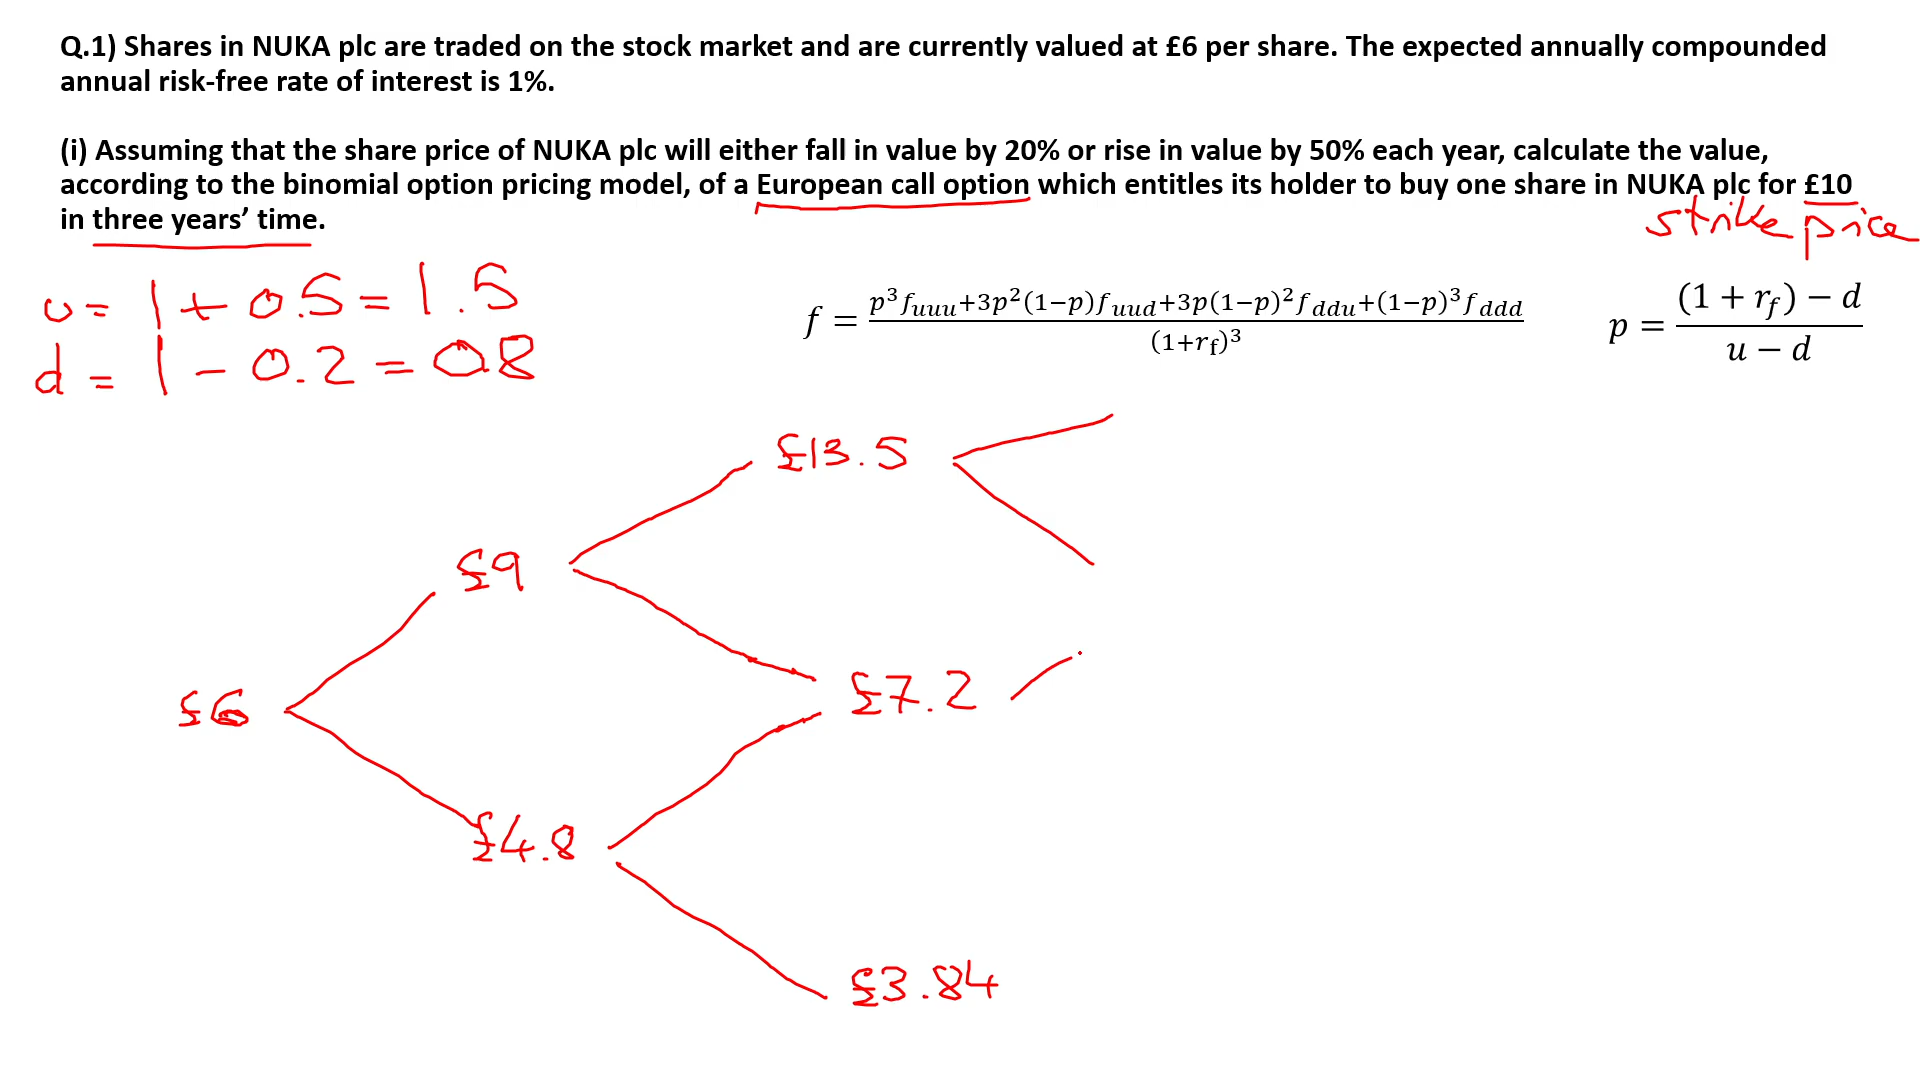 Q.1) Shares in NUKA plc are traded on the stock market and are currently valued at £6 per share. The expected annually compounded
annual risk-free rate of interest is 1%.
(i) Assuming that the share price of NUKA plc will either fall in value by 20% or rise in value by 50% each year, calculate the value,
according to the binomial option pricing model, of a European call option which entitles its holder to buy one share in NUKA plc for £10
in three years’ time.
strike price
u = 1 + 0.5 = 1.5
d = 1 - 0.2 = 0.8
f = p³f_uuu+3p²(1−p)f_uud+3p(1−p)²f_ddu+(1−p)³f_ddd / (1+r_f)³
p = (1 + r_f) − d / u − d
£13.5
£9
£7.2
£6
£4.8
£3.84